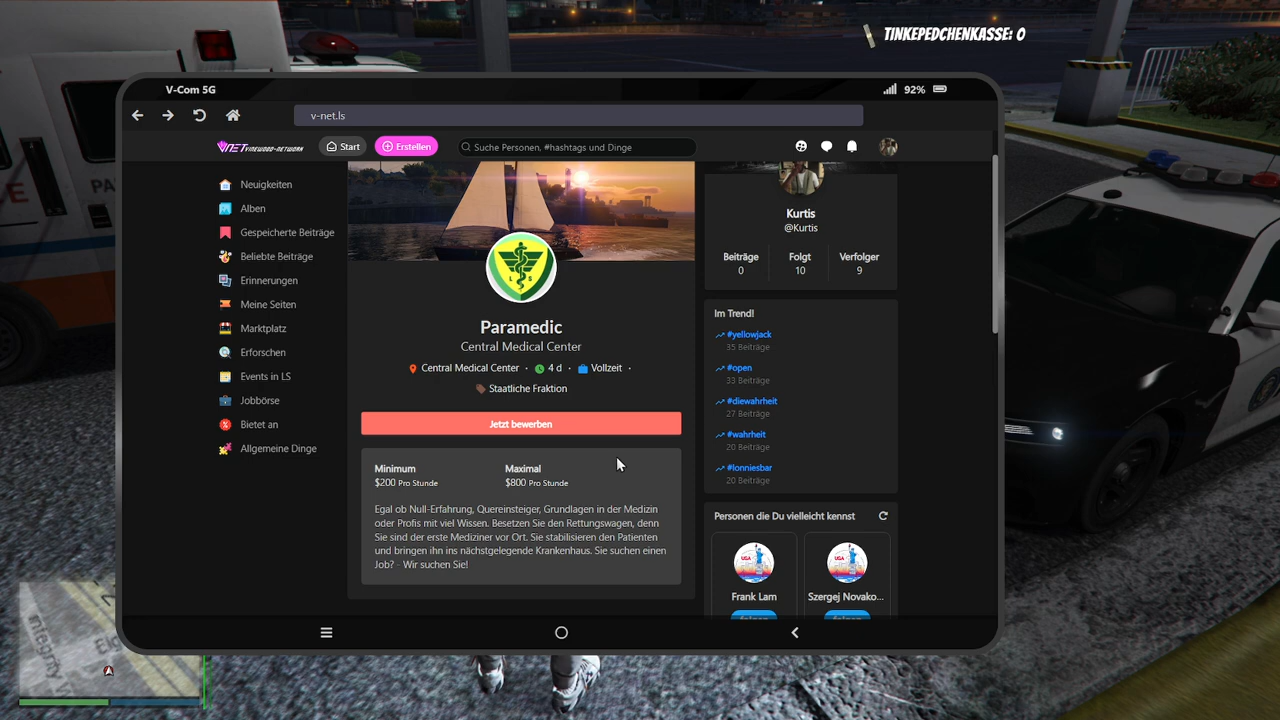 TINKEPEDCHENKASSE: 0
V-Com 5G
92%
v-net.ls
VNET VINEWOOD-NETWORK
Start
Erstellen
Suche Personen, #hashtags und Dinge
Neuigkeiten
Alben
Gespeicherte Beiträge
Beliebte Beiträge
Erinnerungen
Meine Seiten
Marktplatz
Erforschen
Events in LS
Jobbörse
Bietet an
Allgemeine Dinge
L S
Paramedic
Central Medical Center
Central Medical Center · 4 d · Vollzeit ·
Staatliche Fraktion
Jetzt bewerben
Minimum
$200 Pro Stunde
Maximal
$800 Pro Stunde
Egal ob Null-Erfahrung, Quereinsteiger, Grundlagen in der Medizin
oder Profis mit viel Wissen. Besetzen Sie den Rettungswagen, denn
Sie sind der erste Mediziner vor Ort. Sie stabilisieren den Patienten
und bringen ihn ins nächstgelegende Krankenhaus. Sie suchen einen
Job? - Wir suchen Sie!
Kurtis
@Kurtis
Beiträge
0
Folgt
10
Verfolger
9
Im Trend!
#yellowjack
35 Beiträge
#open
33 Beiträge
#diewahrheit
27 Beiträge
#wahrheit
20 Beiträge
#lonniesbar
20 Beiträge
Personen die Du vielleicht kennst
USA
Frank Lam
USA
Szergej Novako...
Integrity